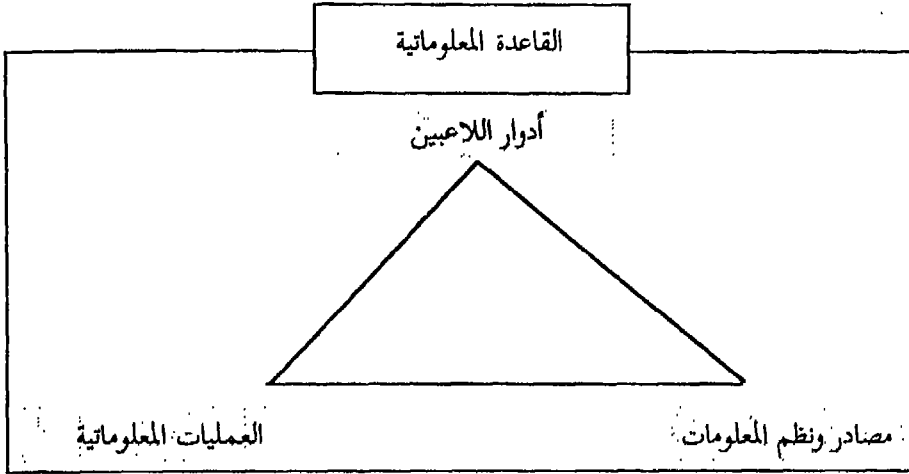 القاعدة المعلوماتية
أدوار اللاعبين
مصادر ونظم المعلومات
العمليات المعلوماتية